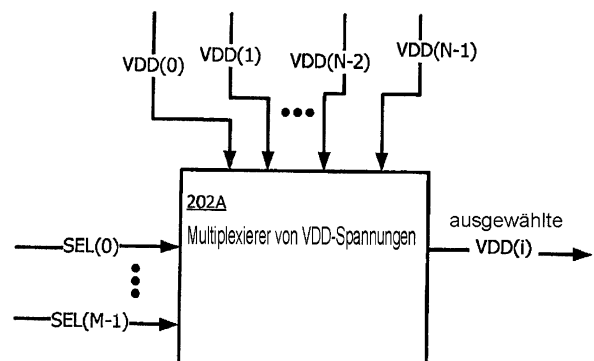 VDD(0)
VDD(1)
VDD(N-2)
VDD(N-1)
202A
Multiplexierer von VDD-Spannungen
SEL(0)
SEL(M-1)
ausgewählte
VDD(i)